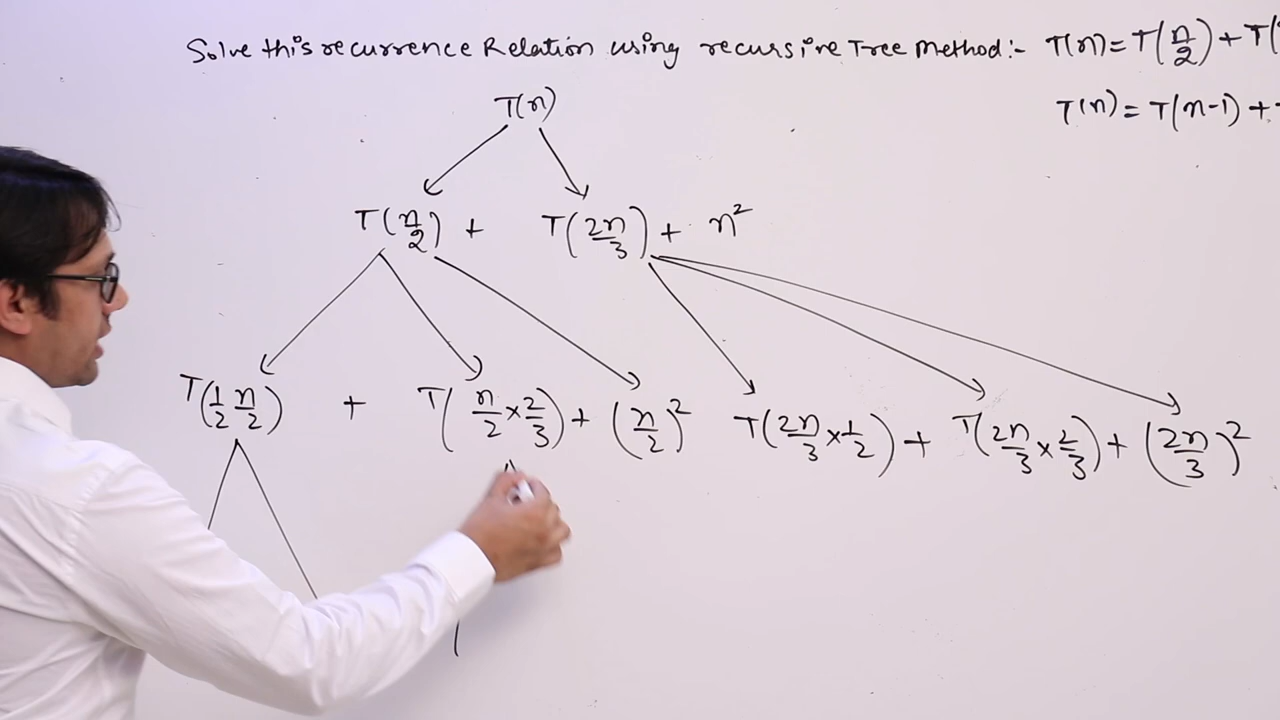 Solve this recurrence Relation using recursive Tree Method:- T(n) = T(n/2) + T(
T(n) = T(n-1) +
T(n)
T(n/2) + T(2n/3) + n²
T(1/2 n/2) + T(n/2 × 2/3) + (n/2)² T(2n/3 × 1/2) + T(2n/3 × 2/3) + (2n/3)²